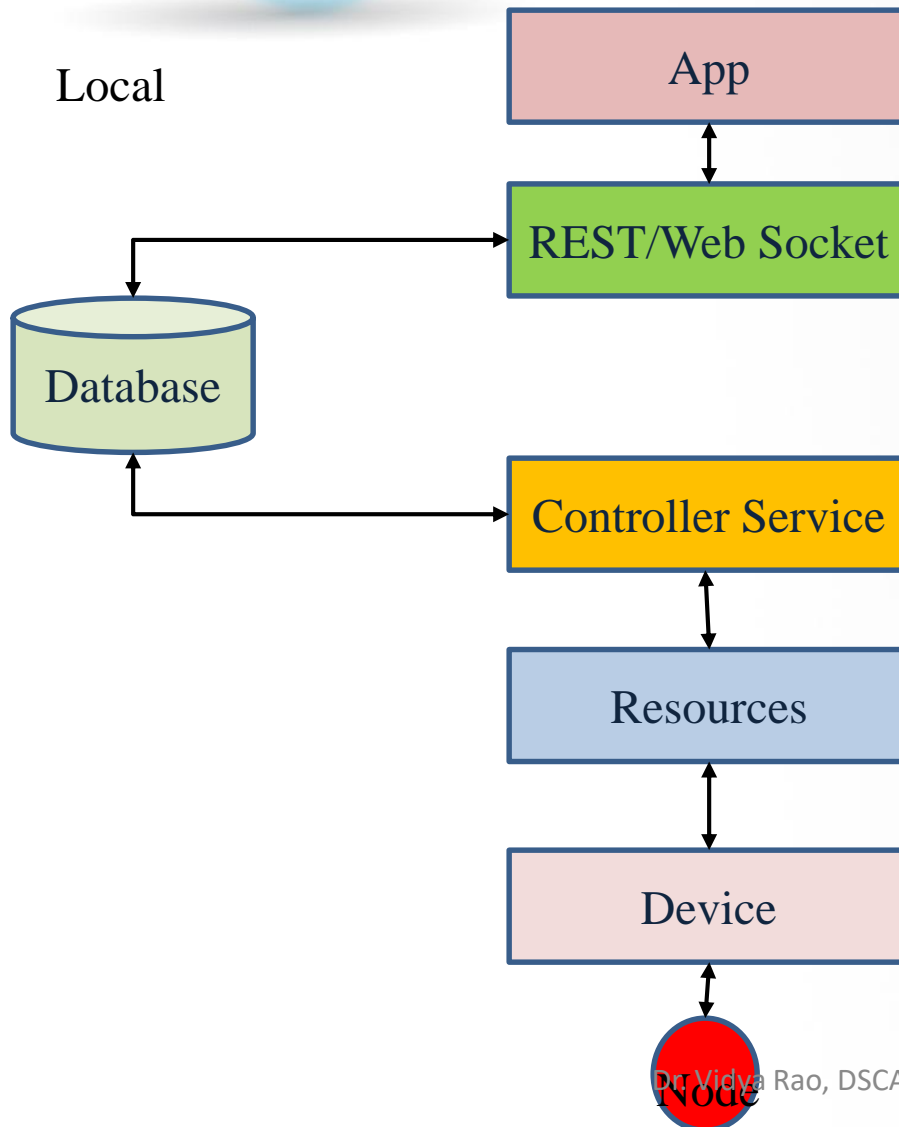 App
Local
REST/Web Socket
Database
Controller Service
Resources
Device
Dr. Vidya Rao, DSCA
Node